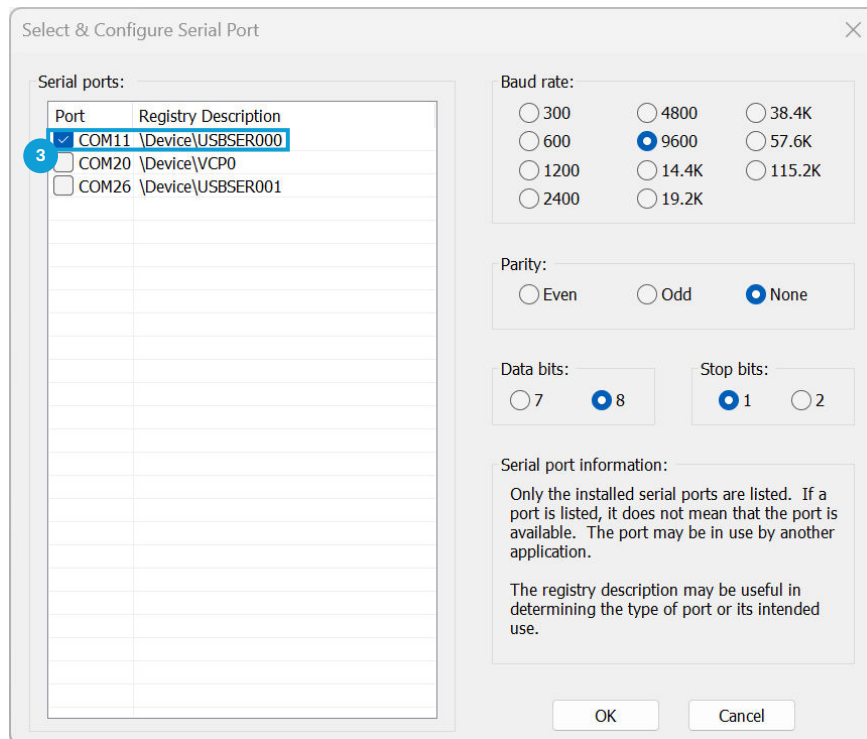 Select & Configure Serial Port
Serial ports:
Port Registry Description
COM11 \Device\USBSER000
3
COM20 \Device\VCP0
COM26 \Device\USBSER001
Baud rate:
300 4800 38.4K
600 9600 57.6K
1200 14.4K 115.2K
2400 19.2K
Parity:
Even Odd None
Data bits:
7 8
Stop bits:
1 2
Serial port information:
Only the installed serial ports are listed. If a
port is listed, it does not mean that the port is
available. The port may be in use by another
application.
The registry description may be useful in
determining the type of port or its intended
use.
OK Cancel